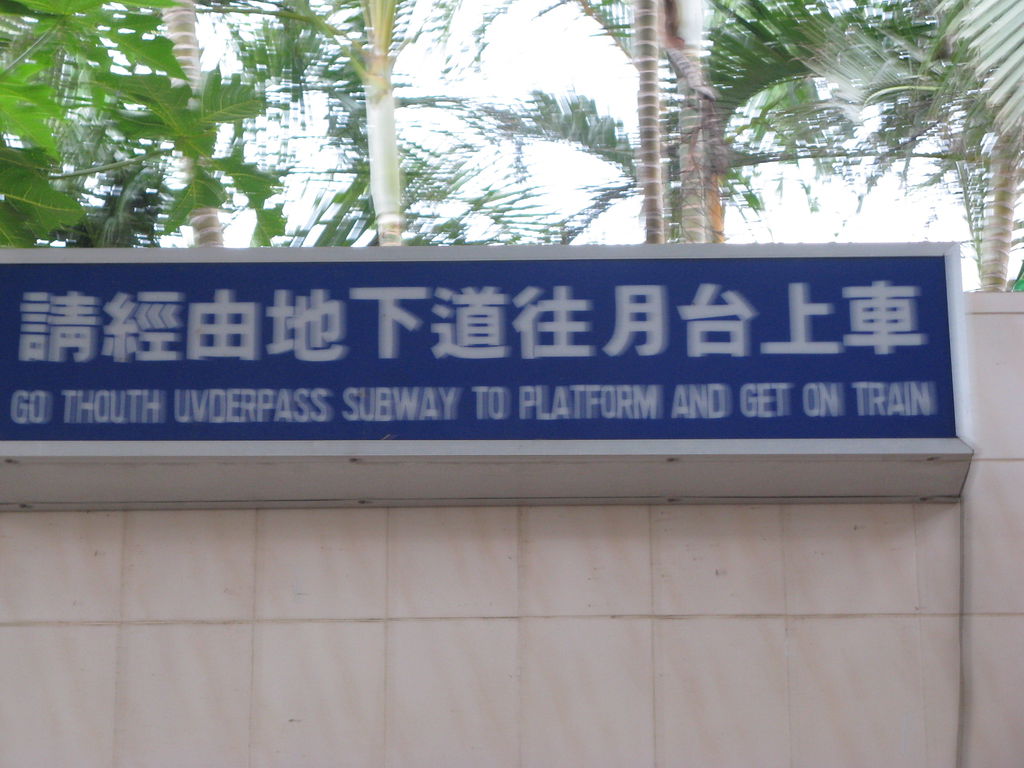 請經由地下道往月台上車
GO THOUTH UVDERPASS SUBWAY TO PLATFORM AND GET ON TRAIN